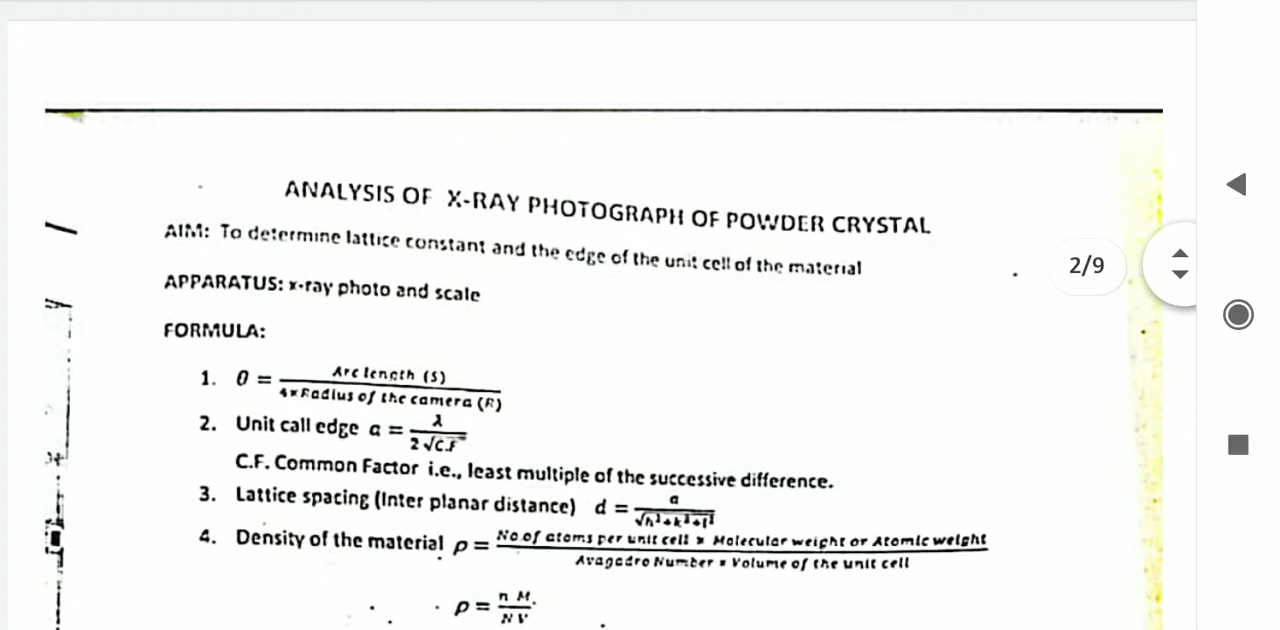 ANALYSIS OF X-RAY PHOTOGRAPH OF POWDER CRYSTAL
AIM: To determine lattice constant and the edge of the unit cell of the material
2/9
APPARATUS: x-ray photo and scale
FORMULA:
1. θ = Arc length (S) / 4×Radius of the camera (R)
2. Unit call edge a = λ / 2 √C.F
C.F. Common Factor i.e., least multiple of the successive difference.
3. Lattice spacing (Inter planar distance) d = a / √h²+k²+l²
4. Density of the material ρ = No of atoms per unit cell × Molecular weight or Atomic weight / Avagadro Number × Volume of the unit cell
ρ = n M. / N V